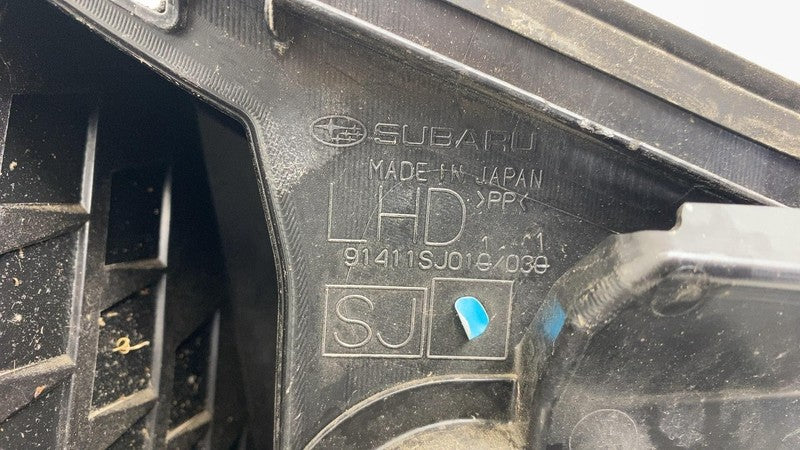 SUBARU
MADE IN JAPAN
>PP<
LHD
91411SJ010/030
SJ